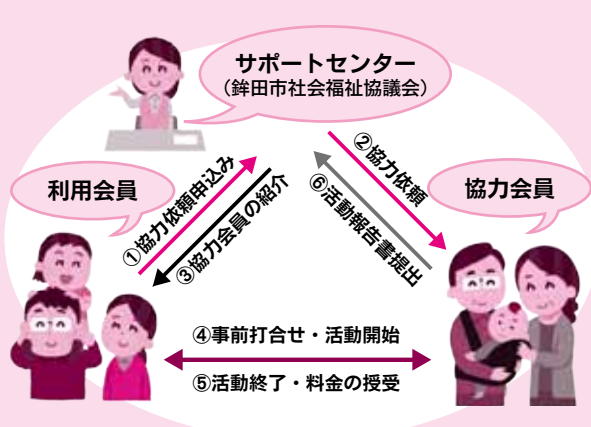 サポートセンター
(鉾田市社会福祉協議会)
利用会員
協力会員
①協力依頼申込み
②協力依頼
③協力会員の紹介
⑥活動報告書提出
④事前打合せ・活動開始
⑤活動終了・料金の授受